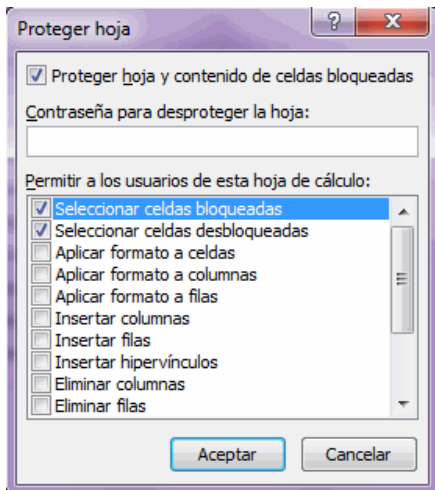 Proteger hoja
Proteger hoja y contenido de celdas bloqueadas
Contraseña para desproteger la hoja:
Permitir a los usuarios de esta hoja de cálculo:
Seleccionar celdas bloqueadas
Seleccionar celdas desbloqueadas
Aplicar formato a celdas
Aplicar formato a columnas
Aplicar formato a filas
Insertar columnas
Insertar filas
Insertar hipervínculos
Eliminar columnas
Eliminar filas
Aceptar Cancelar